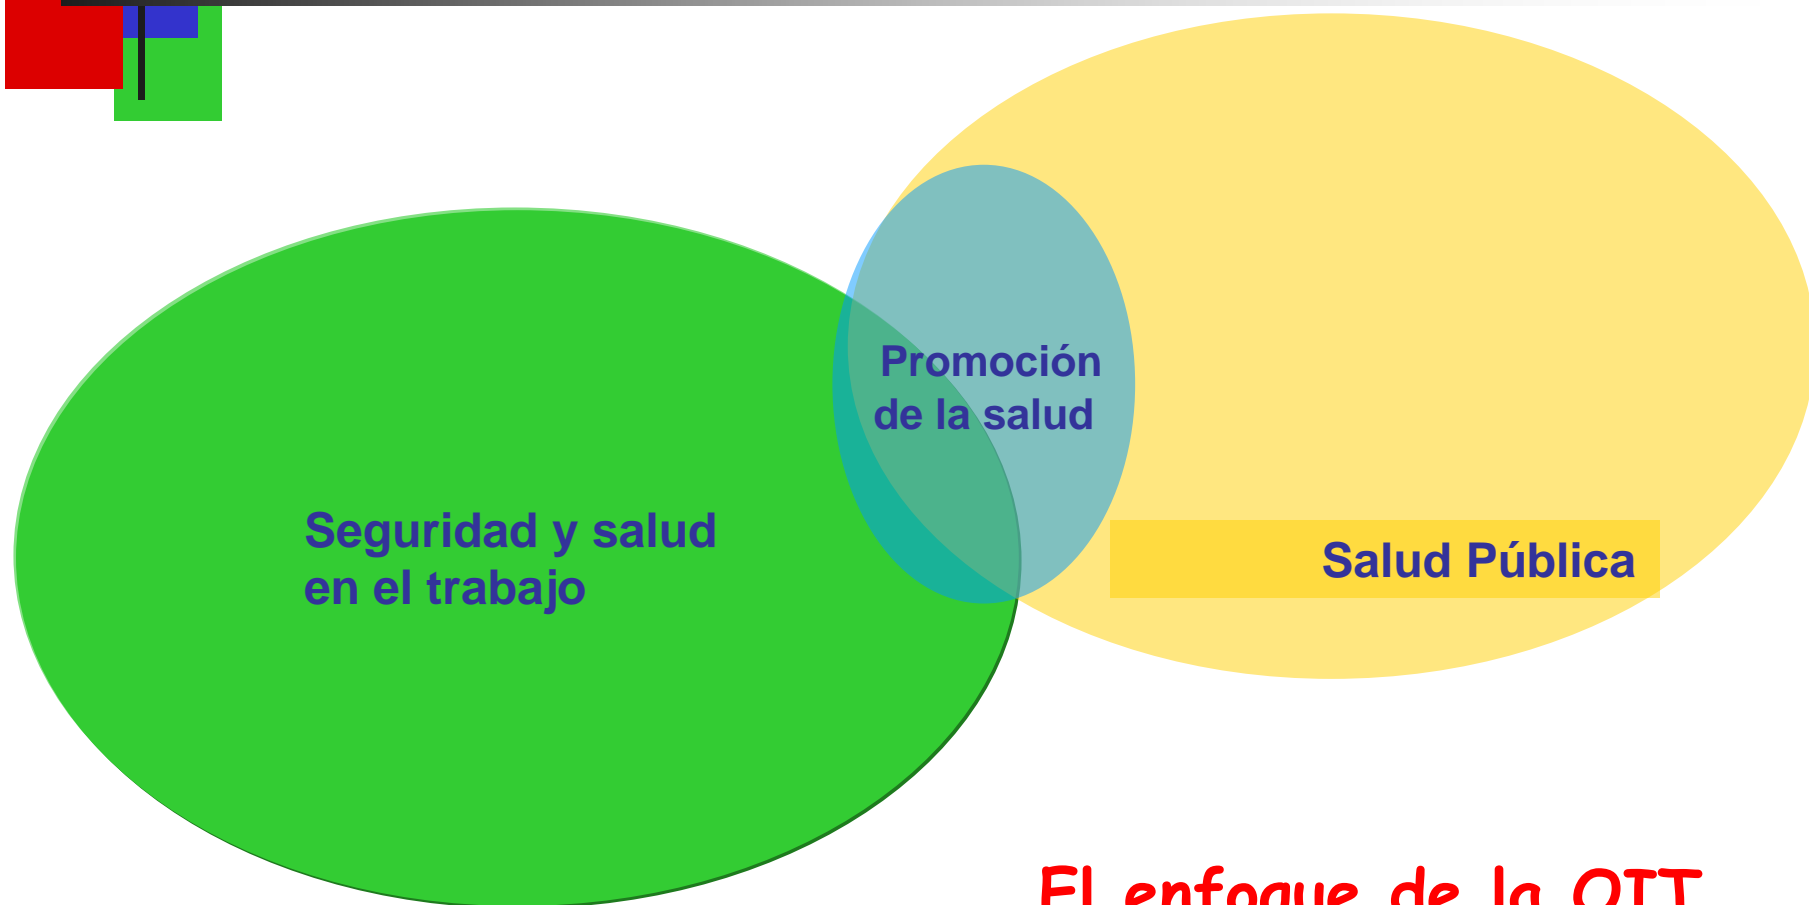 Promoción
de la salud
Seguridad y salud
en el trabajo
Salud Pública
El enfoque de la OIT